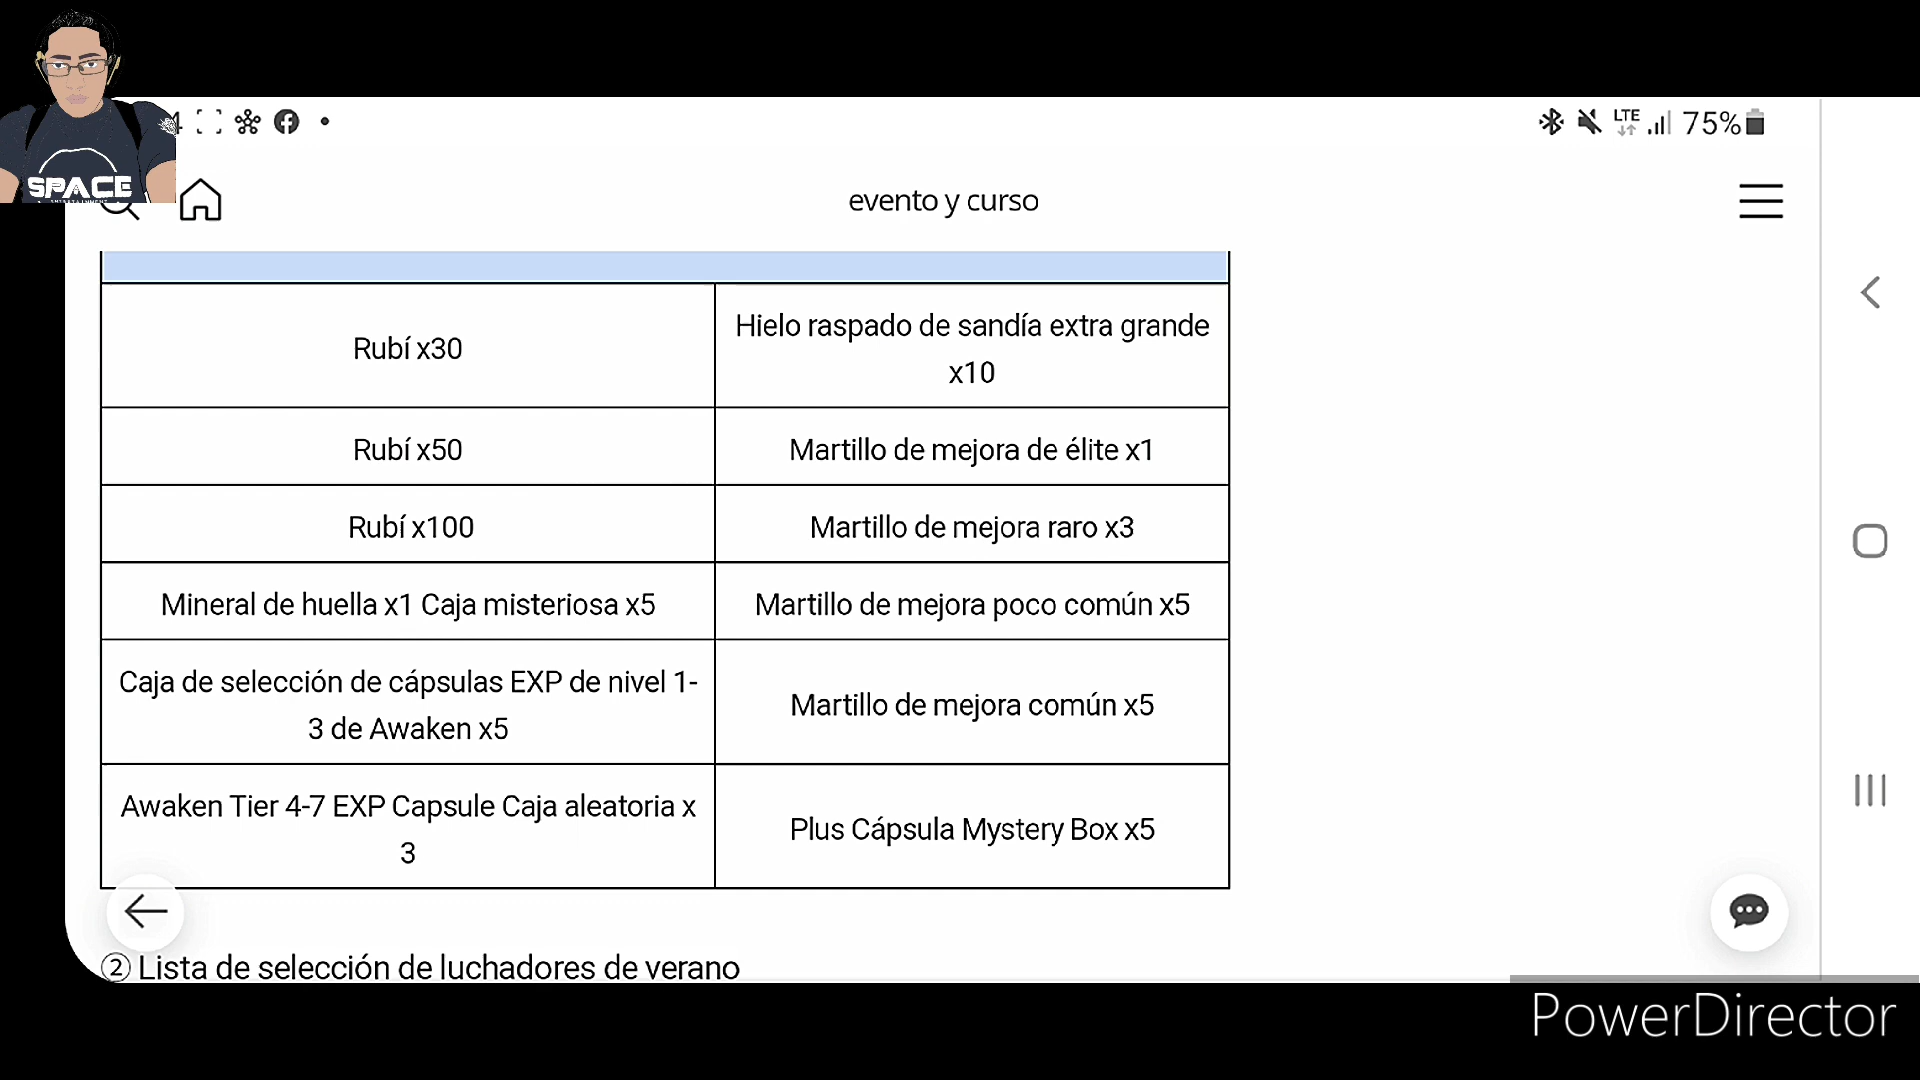 LTE 75%
SPACE
evento y curso
Rubí x30
Hielo raspado de sandía extra grande
x10
Rubí x50
Martillo de mejora de élite x1
Rubí x100
Martillo de mejora raro x3
Mineral de huella x1 Caja misteriosa x5
Martillo de mejora poco común x5
Caja de selección de cápsulas EXP de nivel 1-
3 de Awaken x5
Martillo de mejora común x5
Awaken Tier 4-7 EXP Capsule Caja aleatoria x
3
Plus Cápsula Mystery Box x5
② Lista de selección de luchadores de verano
PowerDirector